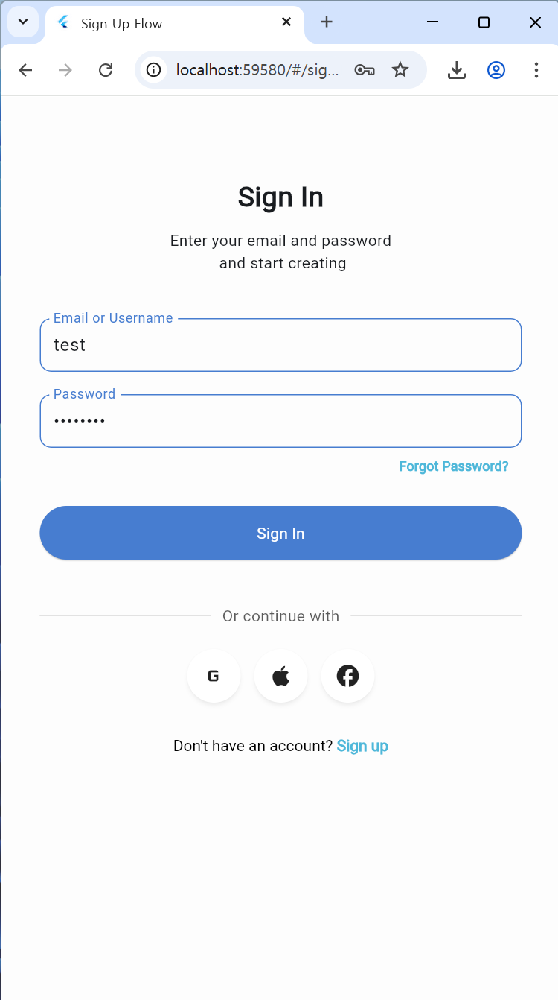 Sign Up Flow
localhost:59580/#/sig...
Sign In
Enter your email and password
and start creating
Email or Username
test
Password
••••••••
Forgot Password?
Sign In
Or continue with
G
Don't have an account? Sign up